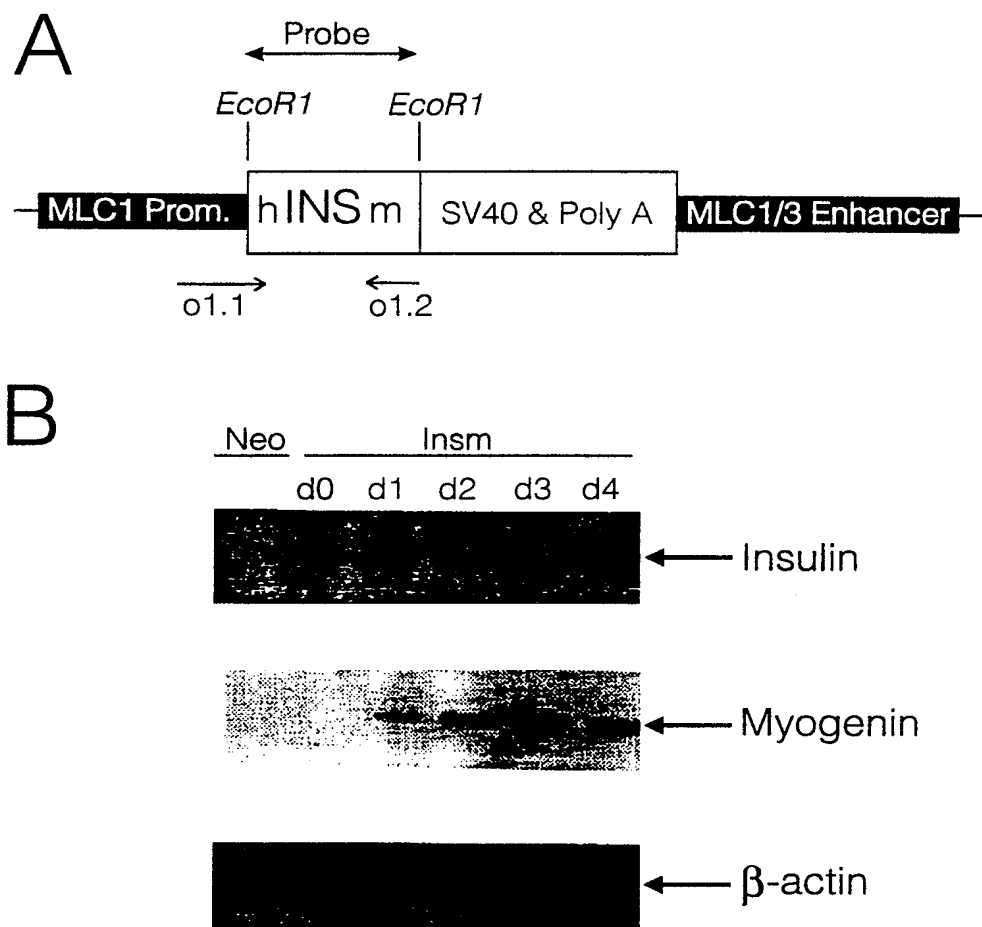 A
Probe
EcoR1 EcoR1
MLC1 Prom. hINSm SV40 & Poly A MLC1/3 Enhancer
o1.1 o1.2
B
Neo Insm
d0 d1 d2 d3 d4
Insulin
Myogenin
β-actin